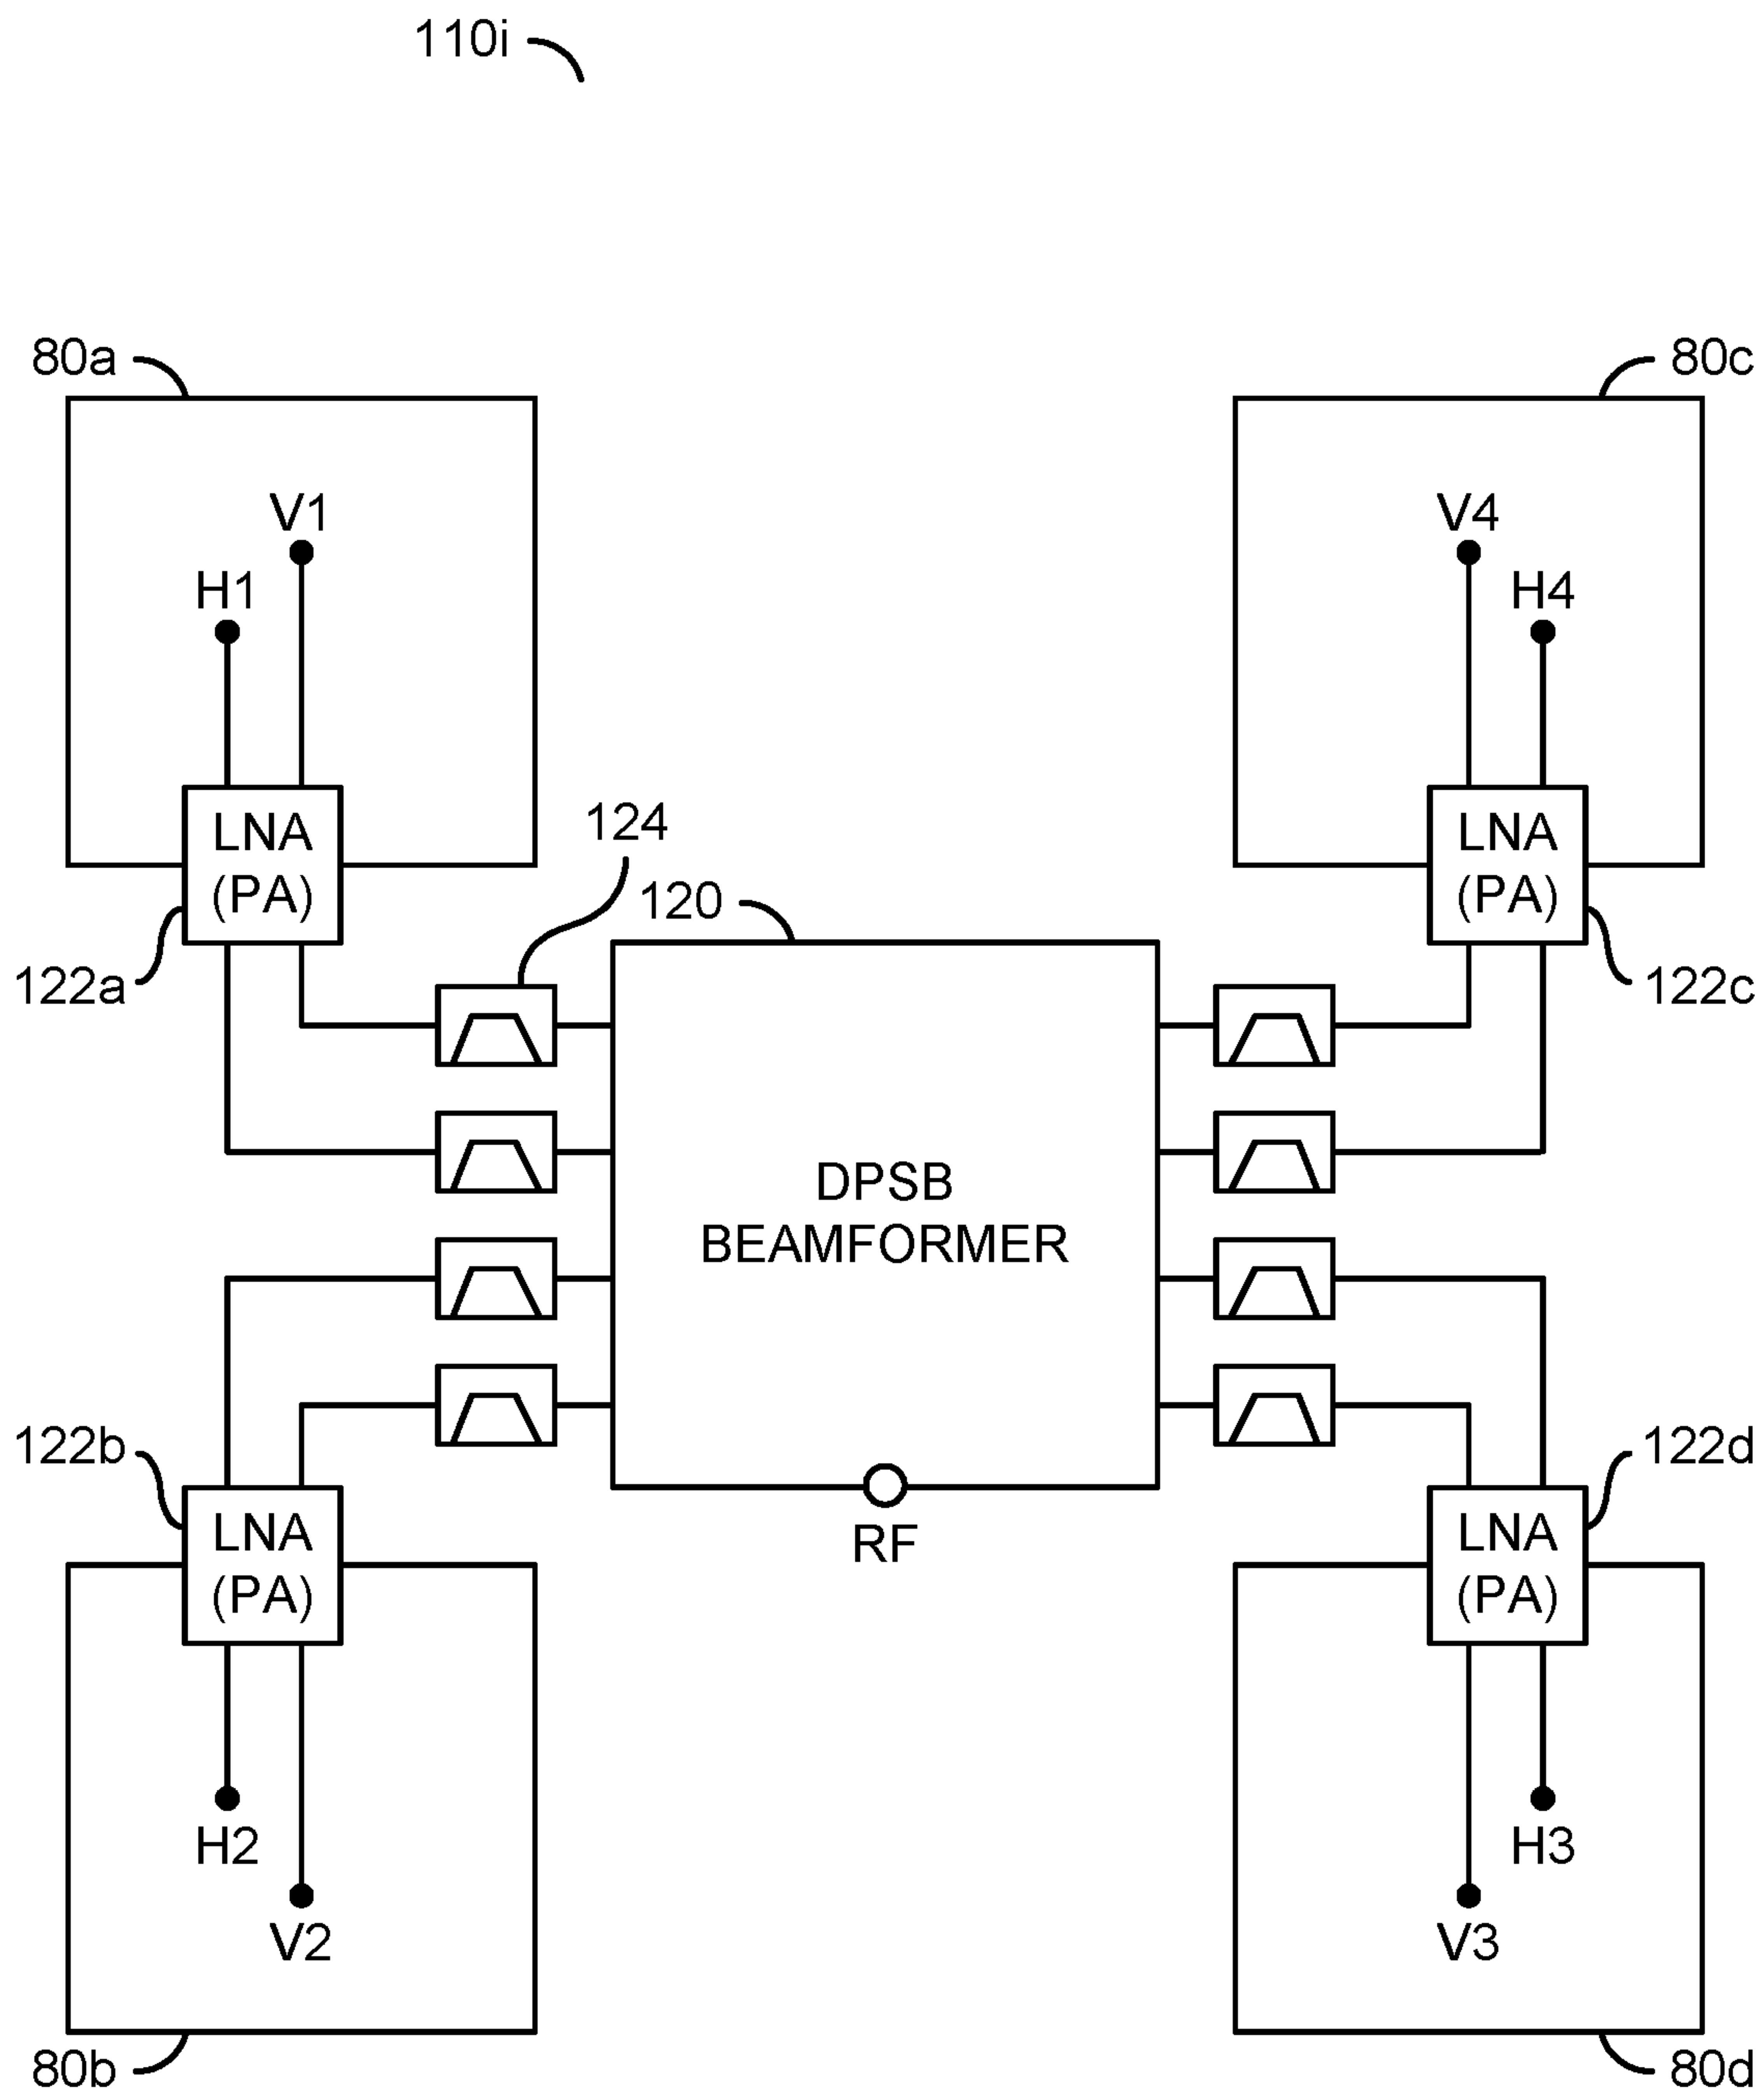 110i
80a
80c
V1
H1
V4
H4
LNA
(PA)
124
120
LNA
(PA)
122a
122c
DPSB
BEAMFORMER
122b
122d
LNA
(PA)
RF
LNA
(PA)
H2
V2
H3
V3
80b
80d